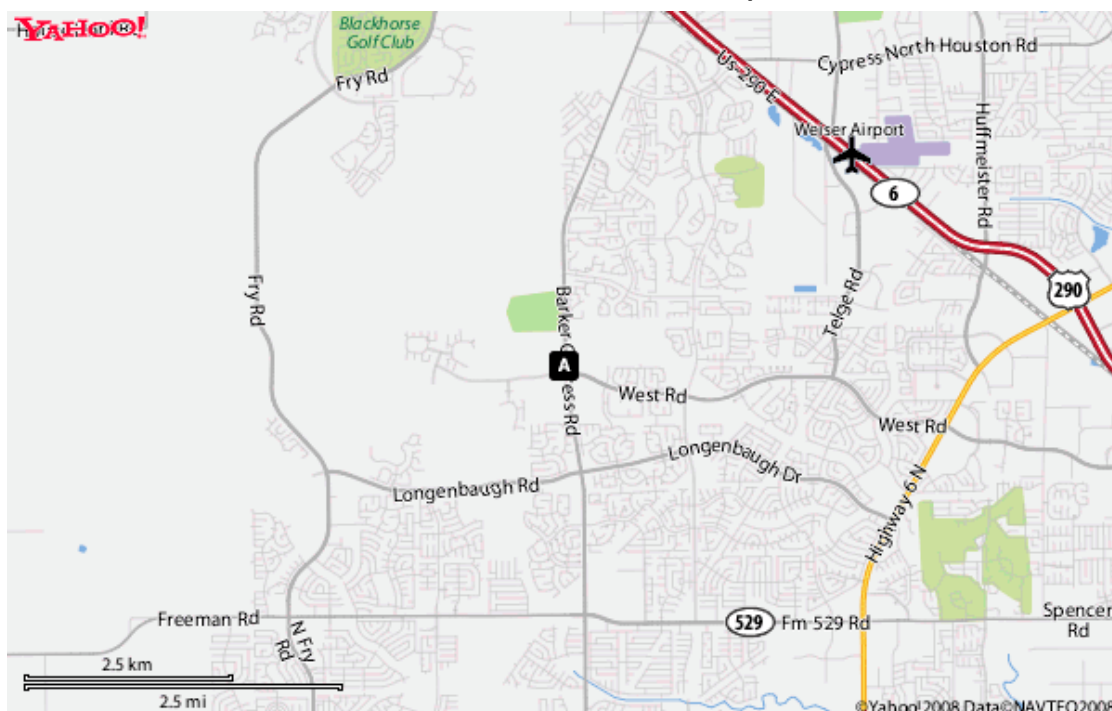 YAHOO!
Blackhorse
Golf Club
Fry Rd
Us-290 E
Cypress North Houston Rd
Weiser Airport
Huffmeister Rd
6
290
Fry Rd
Barker
ess Rd
Telge Rd
A
West Rd
West Rd
Longenbaugh Dr
Longenbaugh Rd
Highway 6 N
Freeman Rd
N Fry
Rd
529
Fm 529 Rd
Spencer
Rd
2.5 km
2.5 mi
©Yahoo! 2008 Data©NAVTEQ2008